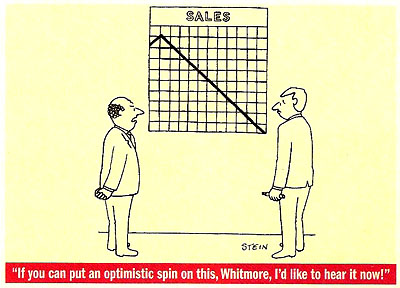 SALES
STEIN
"If you can put an optimistic spin on this, Whitmore, I'd like to hear it now!"